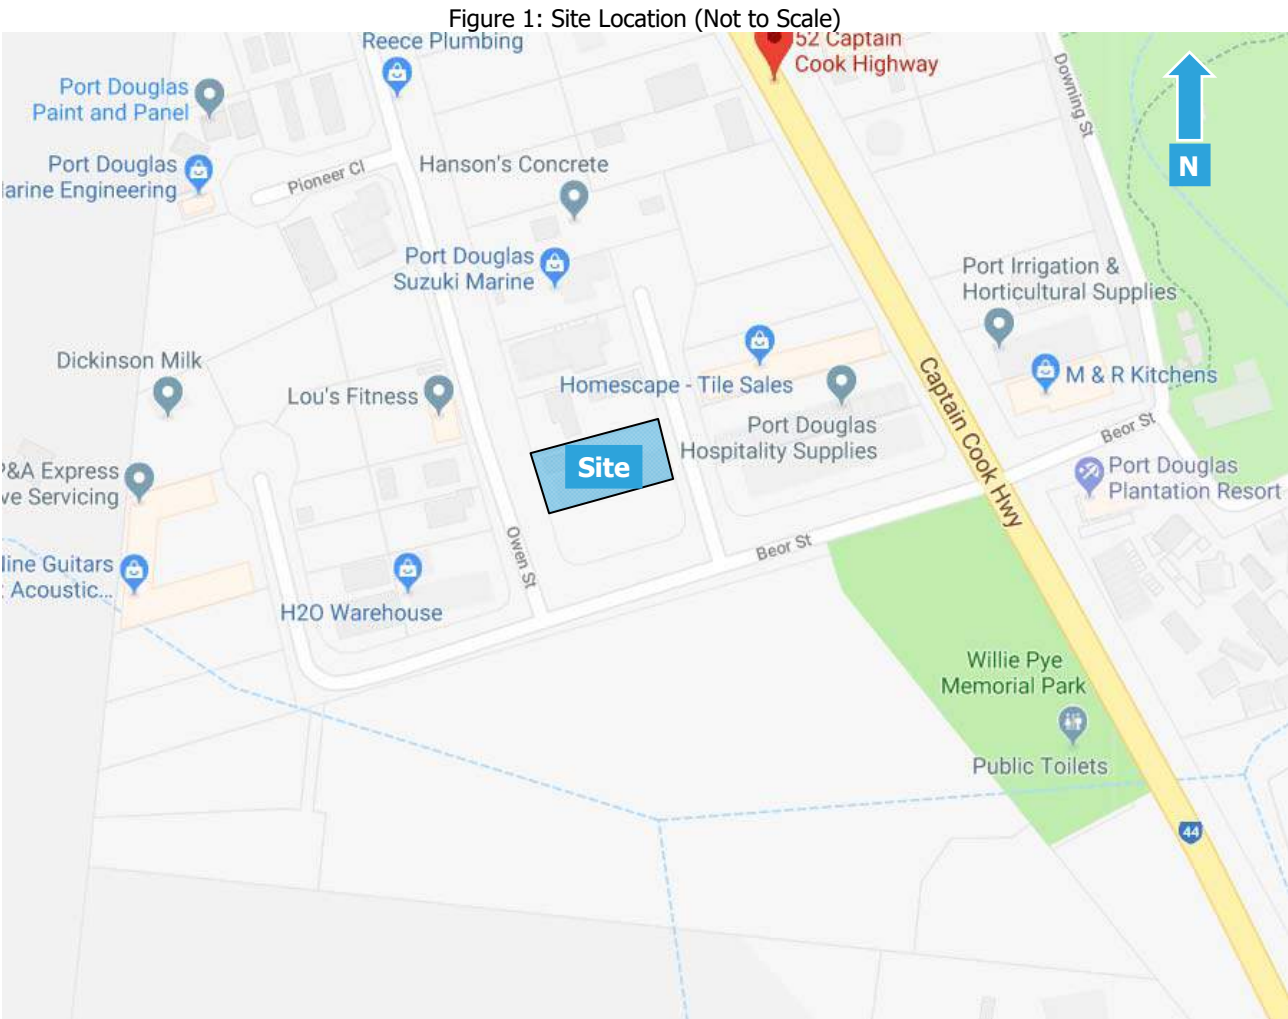 Figure 1: Site Location (Not to Scale)
Reece Plumbing
52 Captain
Cook Highway
Downing St
N
Port Douglas
Paint and Panel
Port Douglas
arine Engineering
Pioneer Cl
Hanson's Concrete
Port Douglas
Suzuki Marine
Port Irrigation &
Horticultural Supplies
Dickinson Milk
Lou's Fitness
Homescape - Tile Sales
Captain Cook Hwy
M & R Kitchens
Port Douglas
Hospitality Supplies
Beor St
Site
P&A Express
ve Servicing
Port Douglas
Plantation Resort
Owen St
Beor St
line Guitars
Acoustic...
H2O Warehouse
Willie Pye
Memorial Park
Public Toilets
44